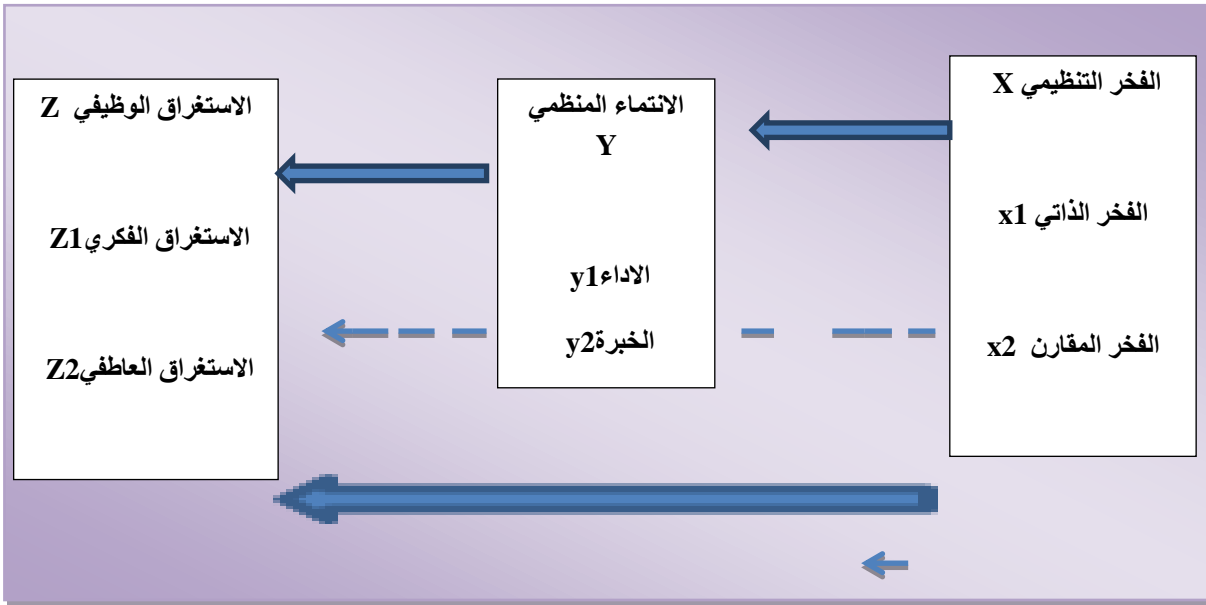 الفخر التنظيمي X
الفخر الذاتي x1
الفخر المقارن x2
الانتماء المنظمي
Y
الاداءy1
الخبرةy2
الاستغراق الوظيفي Z
الاستغراق الفكريZ1
الاستغراق العاطفيZ2